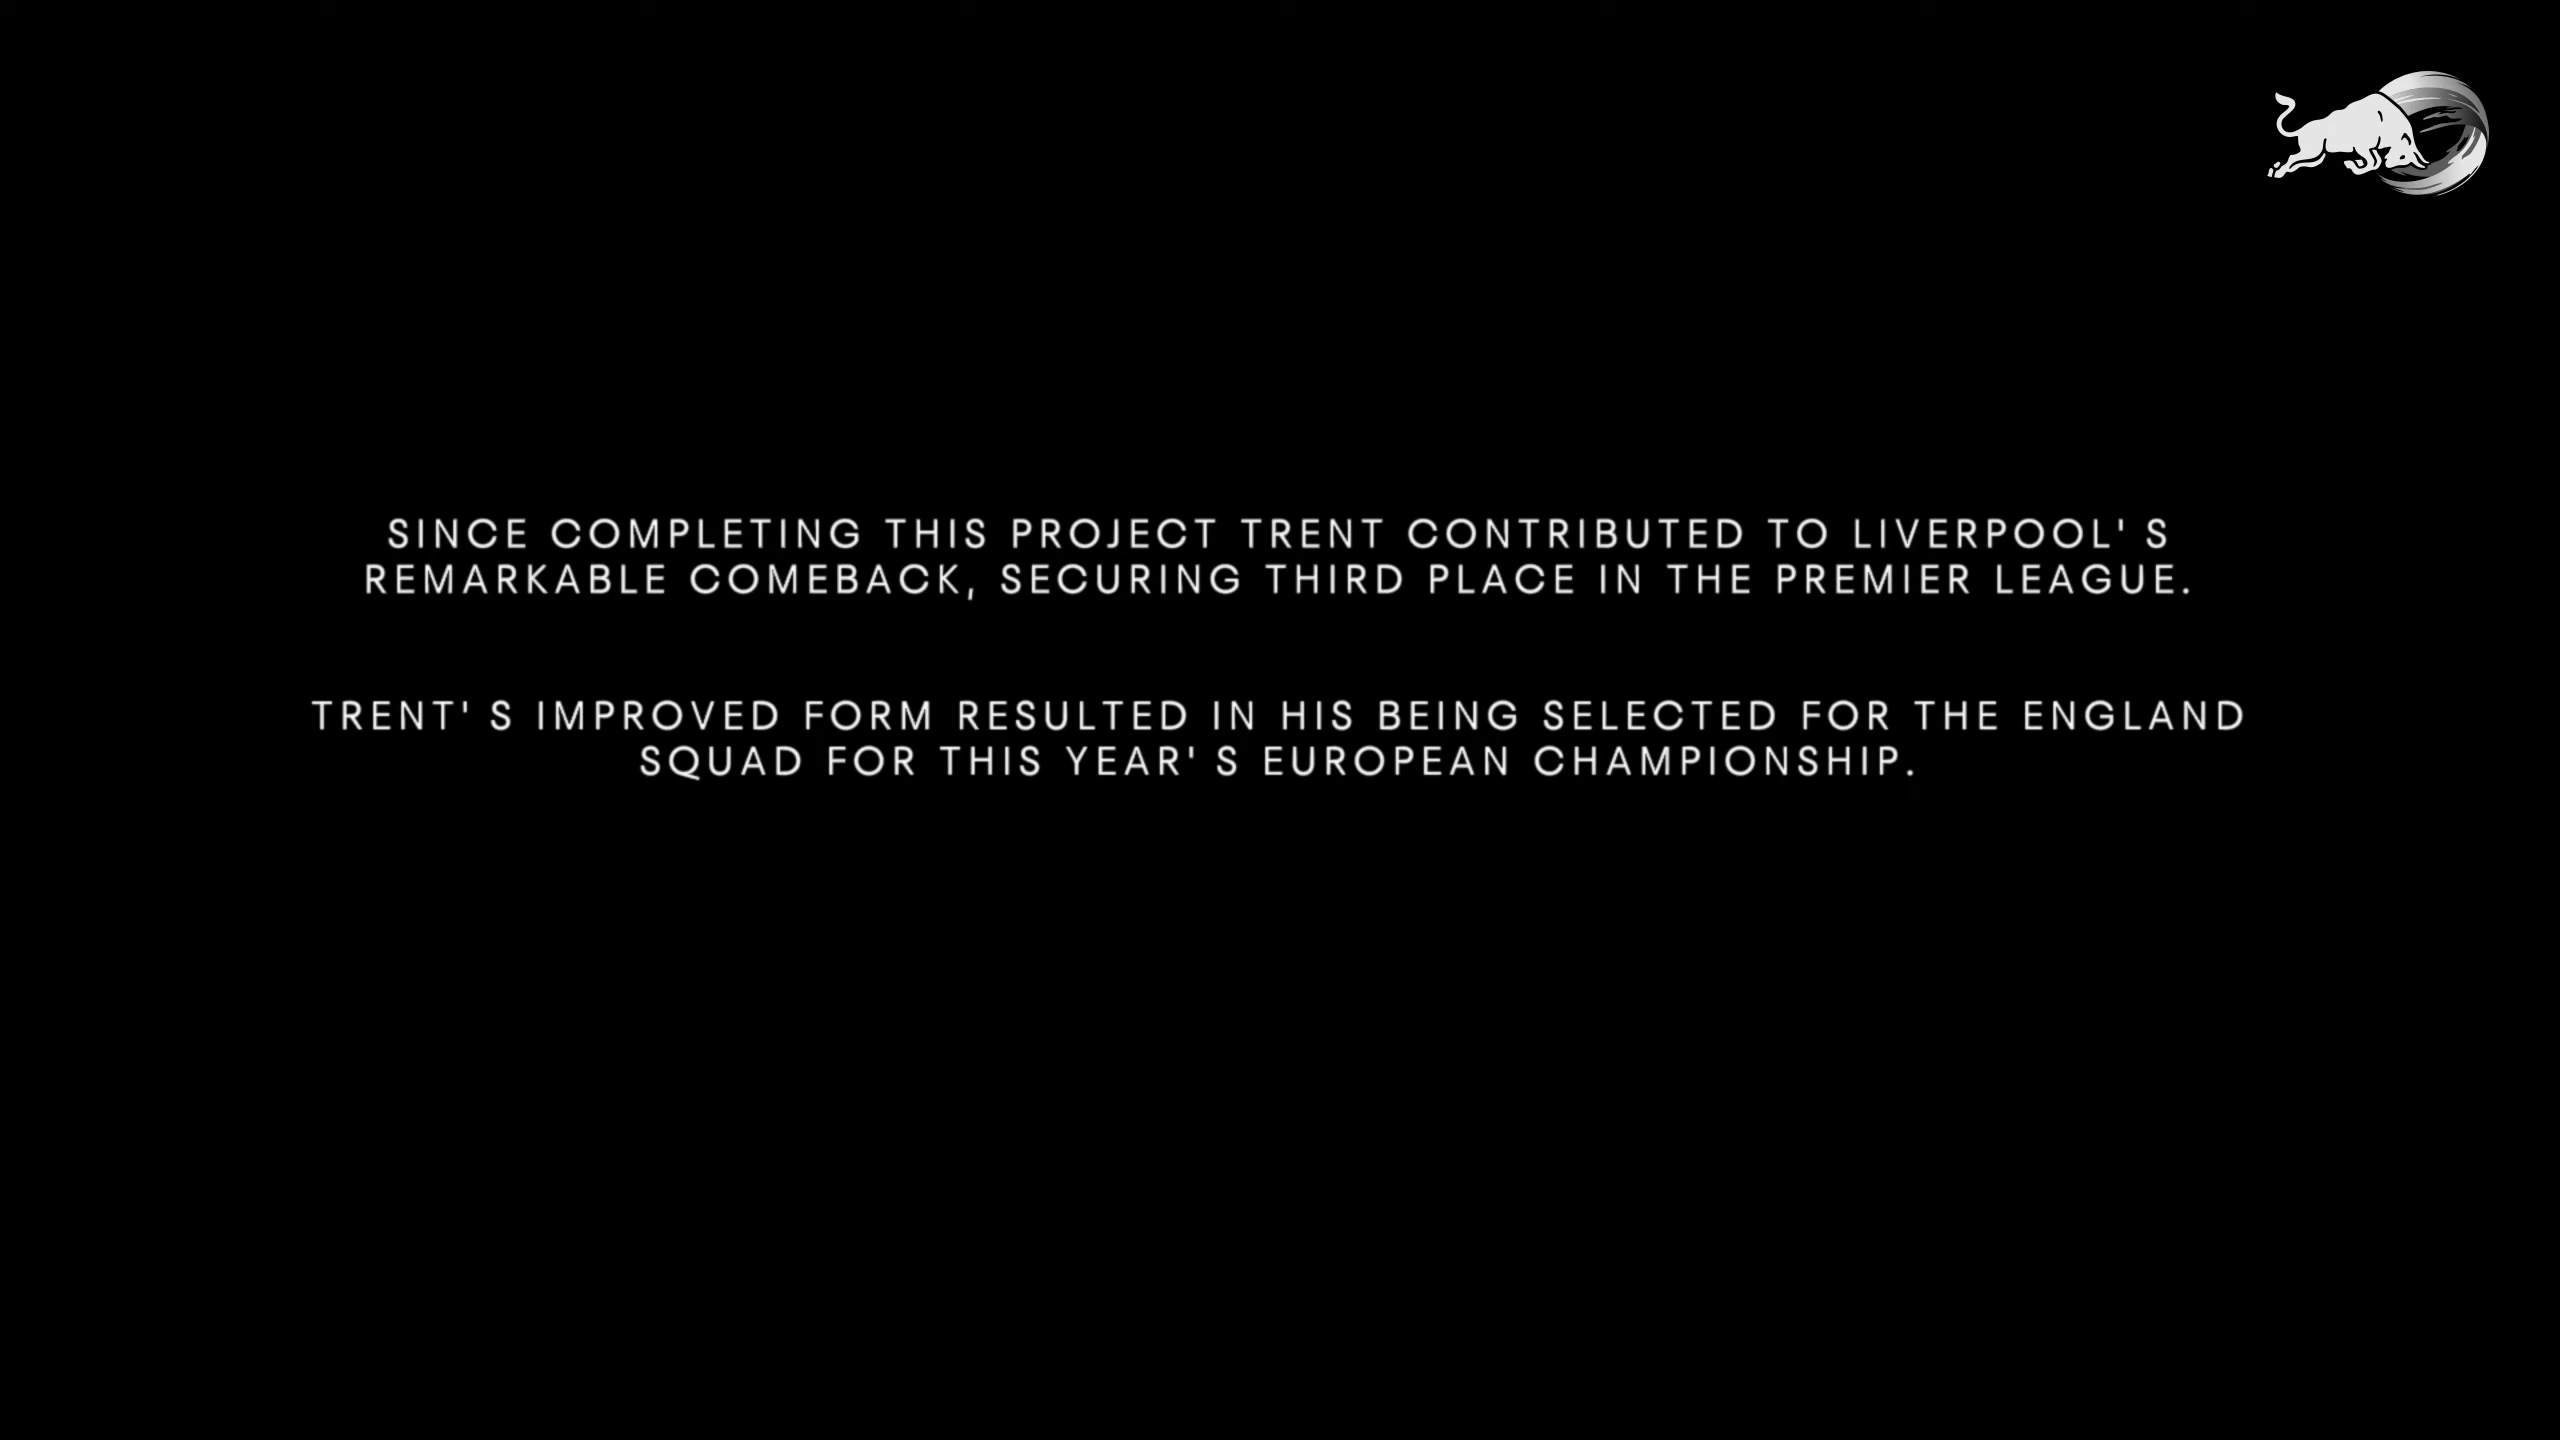 SINCE COMPLETING THIS PROJECT TRENT CONTRIBUTED TO LIVERPOOL'S
REMARKABLE COMEBACK, SECURING THIRD PLACE IN THE PREMIER LEAGUE.
TRENT'S IMPROVED FORM RESULTED IN HIS BEING SELECTED FOR THE ENGLAND
SQUAD FOR THIS YEAR'S EUROPEAN CHAMPIONSHIP.